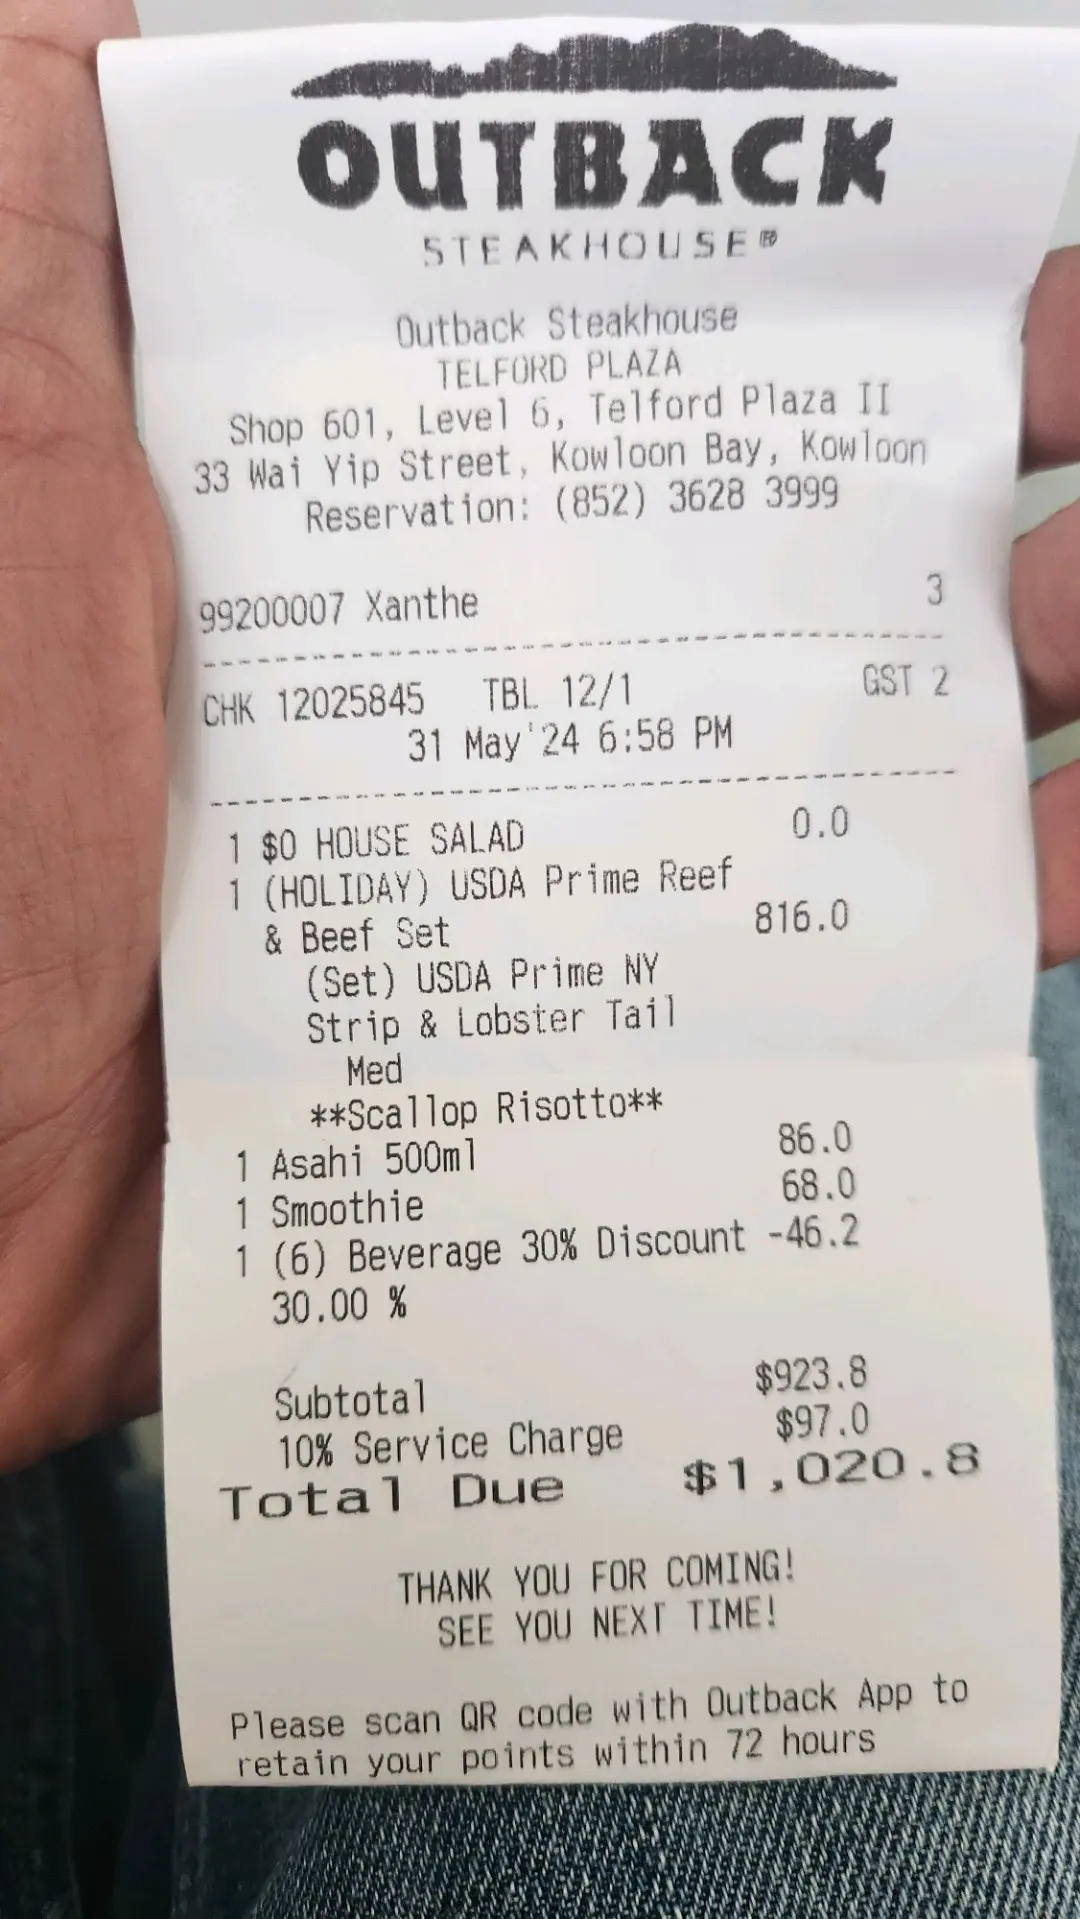 OUTBACK
STEAKHOUSE®
Outback Steakhouse
TELFORD PLAZA
Shop 601, Level 6, Telford Plaza II
33 Wai Yip Street, Kowloon Bay, Kowloon
Reservation: (852) 3628 3999
99200007 Xanthe 3
CHK 12025845 TBL 12/1 GST 2
31 May'24 6:58 PM
1 $0 HOUSE SALAD 0.0
1 (HOLIDAY) USDA Prime Reef
& Beef Set 816.0
(Set) USDA Prime NY
Strip & Lobster Tail
Med
**Scallop Risotto**
1 Asahi 500ml 86.0
1 Smoothie 68.0
1 (6) Beverage 30% Discount -46.2
30.00 %
Subtotal $923.8
10% Service Charge $97.0
Total Due $1,020.8
THANK YOU FOR COMING!
SEE YOU NEXT TIME!
Please scan QR code with Outback App to
retain your points within 72 hours